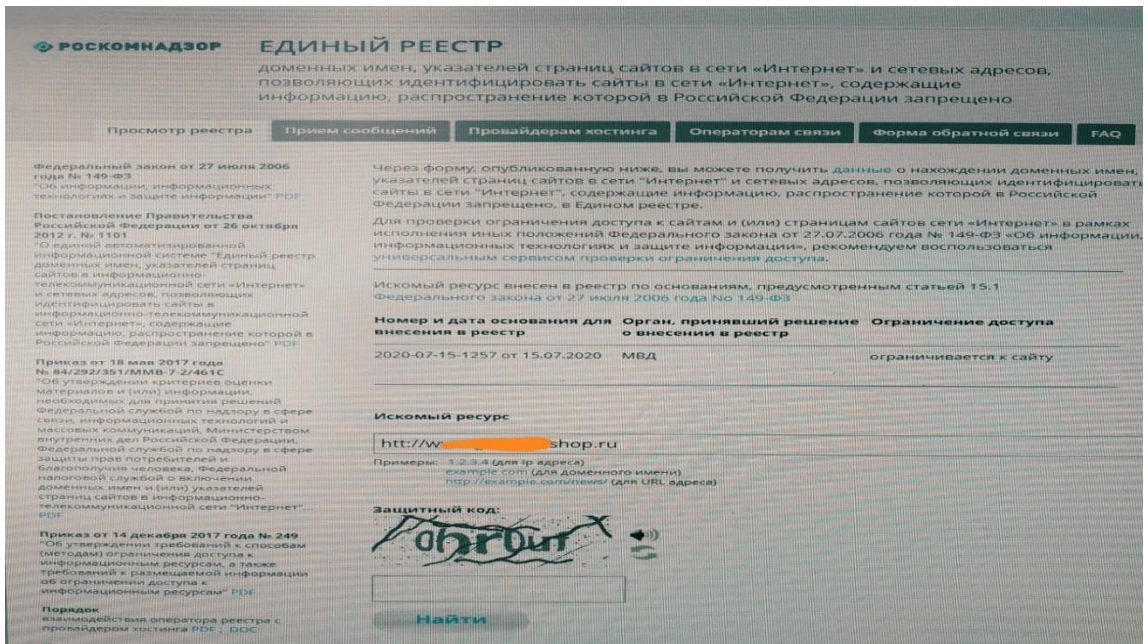 РОСКОМНАДЗОР
ЕДИНЫЙ РЕЕСТР
доменных имен, указателей страниц сайтов в сети «Интернет» и сетевых адресов,
позволяющих идентифицировать сайты в сети «Интернет», содержащие
информацию, распространение которой в Российской Федерации запрещено
Просмотр реестра
Прием сообщений
Провайдерам хостинга
Операторам связи
Форма обратной связи
FAQ
Федеральный закон от 27 июля 2006
года № 149-ФЗ
"Об информации, информационных
технологиях и защите информации" PDF
Постановление Правительства
Российской Федерации от 26 октября
2012 г. № 1101
"О единой автоматизированной
информационной системе "Единый реестр
доменных имен, указателей страниц
сайтов в информационно-
телекоммуникационной сети «Интернет»
и сетевых адресов, позволяющих
идентифицировать сайты в
информационно-телекоммуникационной
сети «Интернет», содержащие
информацию, распространение которой в
Российской Федерации запрещено" PDF
Приказ от 18 мая 2017 года
№ 84/292/351/ММВ-7-2/461С
"Об утверждении критериев оценки
материалов и (или) информации,
необходимых для принятия решений
Федеральной службой по надзору в сфере
связи, информационных технологий и
массовых коммуникаций, Министерством
внутренних дел Российской Федерации,
Федеральной службой по надзору в сфере
защиты прав потребителей и
благополучия человека, Федеральной
налоговой службой о включении
доменных имен и (или) указателей
страниц сайтов в информационно-
телекоммуникационной сети "Интернет"
PDF
Приказ от 14 декабря 2017 года № 249
"Об утверждении требований к способам
(методам) ограничения доступа к
информационным ресурсам, а также
требований к размещаемой информации
об ограничении доступа к
информационным ресурсам" PDF
Порядок
взаимодействия оператора реестра с
провайдером хостинга PDF , DOC
Через форму, опубликованную ниже, вы можете получить данные о нахождении доменных имен,
указателей страниц сайтов в сети "Интернет" и сетевых адресов, позволяющих идентифицировать
сайты в сети "Интернет", содержащие информацию, распространение которой в Российской
Федерации запрещено, в Едином реестре.
Для проверки ограничения доступа к сайтам и (или) страницам сайтов сети «Интернет» в рамках
исполнения иных положений Федерального закона от 27.07.2006 года № 149-ФЗ «Об информации,
информационных технологиях и защите информации», рекомендуем воспользоваться
универсальным сервисом проверки ограничения доступа.
Искомый ресурс внесен в реестр по основаниям, предусмотренным статьей 15.1
Федерального закона от 27 июля 2006 года No 149-ФЗ
Номер и дата основания для внесения в реестр
Орган, принявший решение о внесении в реестр
Ограничение доступа
2020-07-15-1257 от 15.07.2020
МВД
ограничивается к сайту
Искомый ресурс
htt://w
shop.ru
Примеры: 1.2.3.4 (для ip адреса)
example.com (для доменного имени)
http://example.com/news/ (для URL адреса)
Защитный код:
Найти